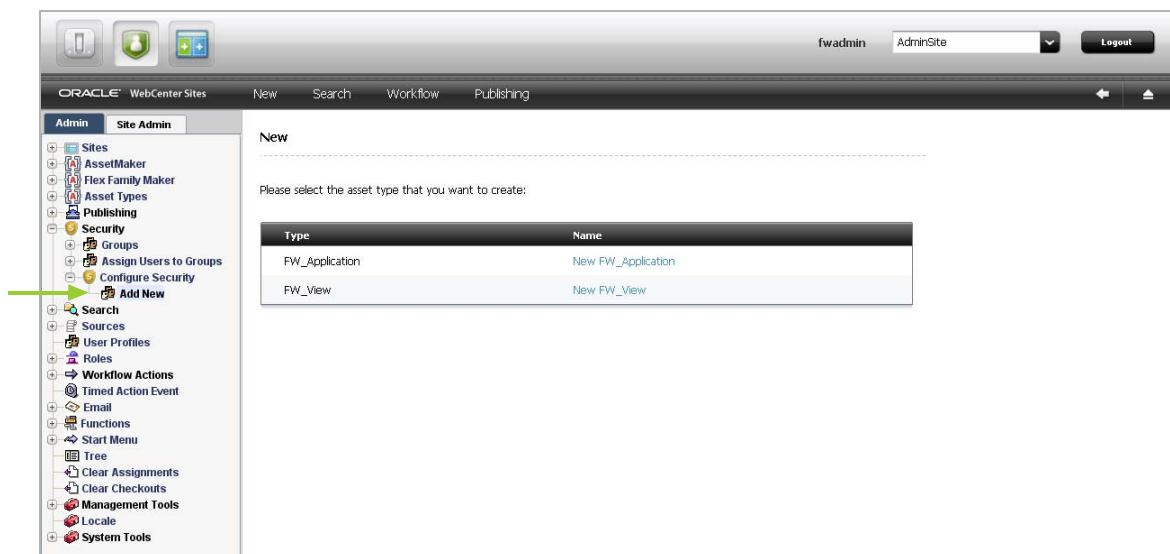 fwadmin AdminSite Logout
ORACLE WebCenter Sites New Search Workflow Publishing
Admin Site Admin
Sites
AssetMaker
Flex Family Maker
Asset Types
Publishing
Security
Groups
Assign Users to Groups
Configure Security
Add New
Search
Sources
User Profiles
Roles
Workflow Actions
Timed Action Event
Email
Functions
Start Menu
Tree
Clear Assignments
Clear Checkouts
Management Tools
Locale
System Tools
New
Please select the asset type that you want to create:
Type Name
FW_Application New FW_Application
FW_View New FW_View